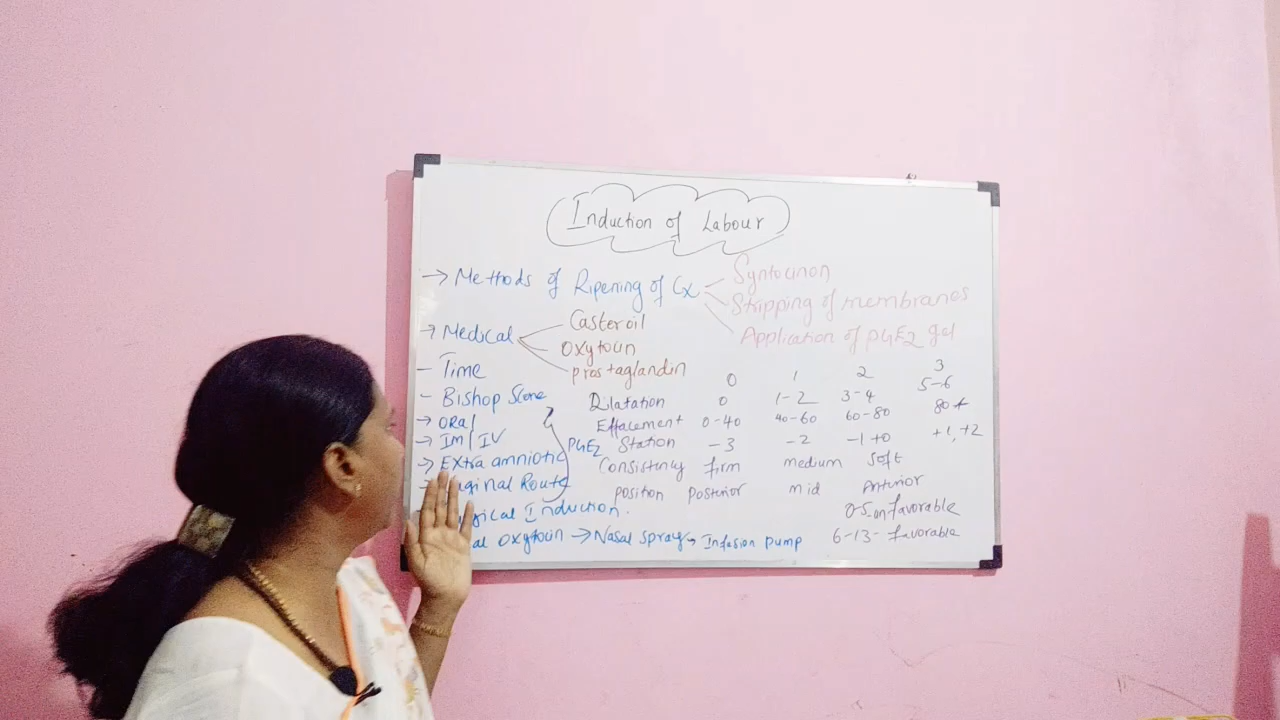 Induction of Labour
→ Methods of Ripening of Cx
Syntocinon
Stripping of membranes
Application of PGE2 gel
→ Medical
Casteroil
Oxytocin
prostaglandin
- Time
- Bishop Score
→ Oral
→ IM/IV
→ Extra amniotic
Vaginal Route
PGE2
0 1 2 3
Dilatation 0 1-2 3-4 5-6
Effacement 0-40 40-60 60-80 80+
Station -3 -2 -1+0 +1,+2
Consistency firm medium Soft
position posterior mid Anterior
0-5-unfavorable
6-13- favorable
Induction.
oxytocin → Nasal spray → Infusion pump